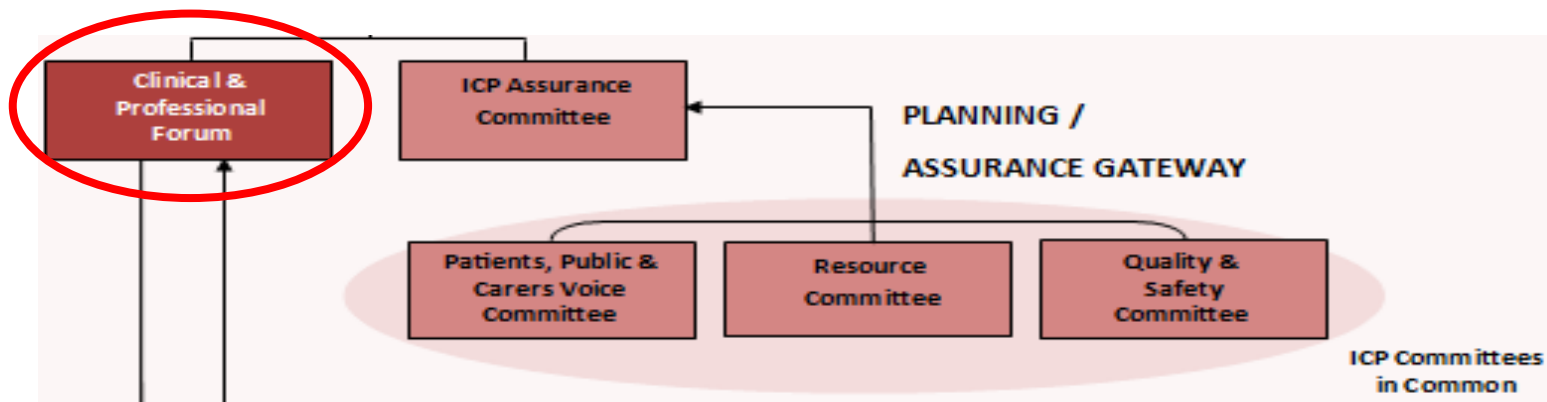 Clinical &
Professional
Forum
ICP Assurance
Committee
PLANNING /
ASSURANCE GATEWAY
Patients, Public &
Carers Voice
Committee
Resource
Committee
Quality &
Safety
Committee
ICP Committees
in Common